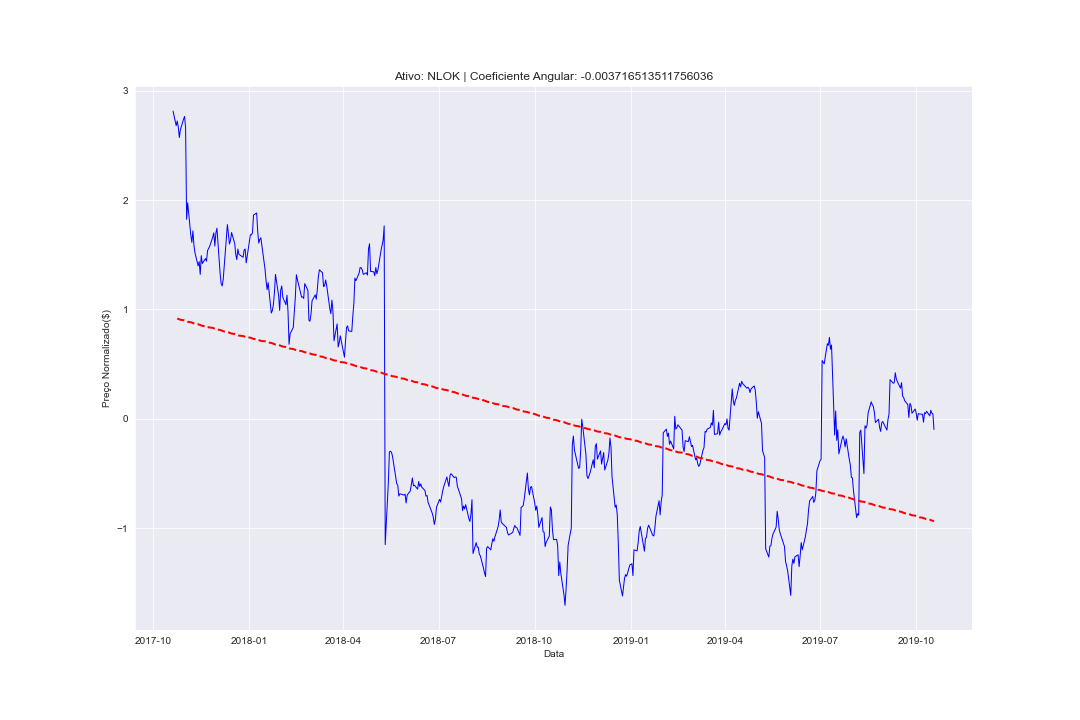 Ativo: NLOK | Coeficiente Angular: -0.003716513511756036
3
2
1
0
−1
Preço Normalizado($)
2017-10 2018-01 2018-04 2018-07 2018-10 2019-01 2019-04 2019-07 2019-10
Data